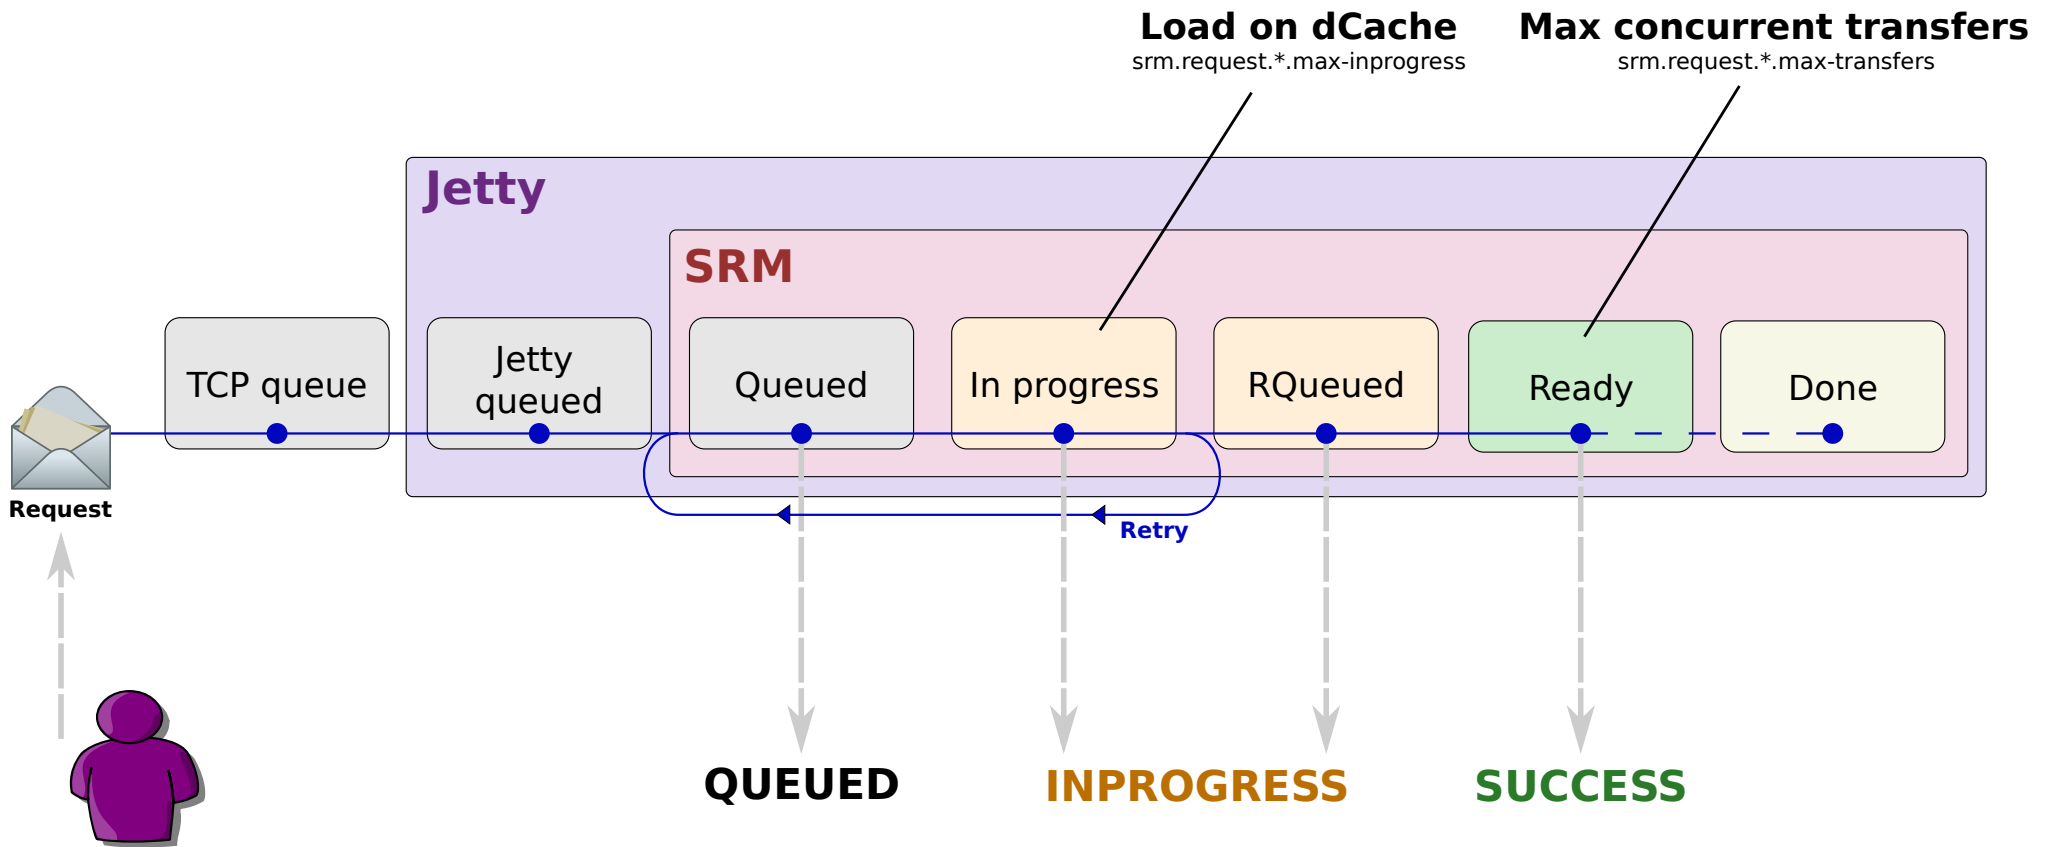 Load on dCache
srm.request.*.max-inprogress
Max concurrent transfers
srm.request.*.max-transfers
Jetty
SRM
TCP queue
Jetty
queued
Queued
In progress
RQueued
Ready
Done
Request
Retry
QUEUED
INPROGRESS
SUCCESS